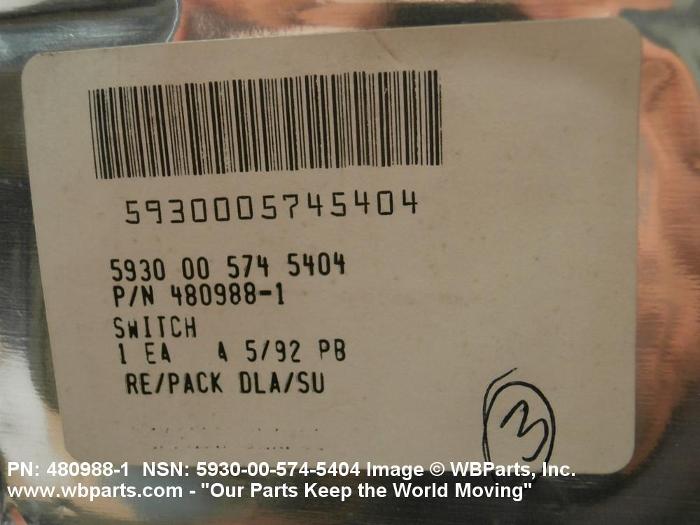 5930005745404
5930 00 574 5404
P/N 480988-1
SWITCH
1 EA A 5/92 PB
RE/PACK DLA/SU
3
PN: 480988-1 NSN: 5930-00-574-5404 Image © WBParts, Inc.
www.wbparts.com - "Our Parts Keep the World Moving"